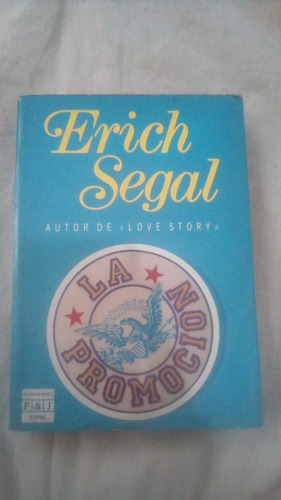 Erich
Segal
AUTOR DE «LOVE STORY»
LA
PROMOCION
P&J